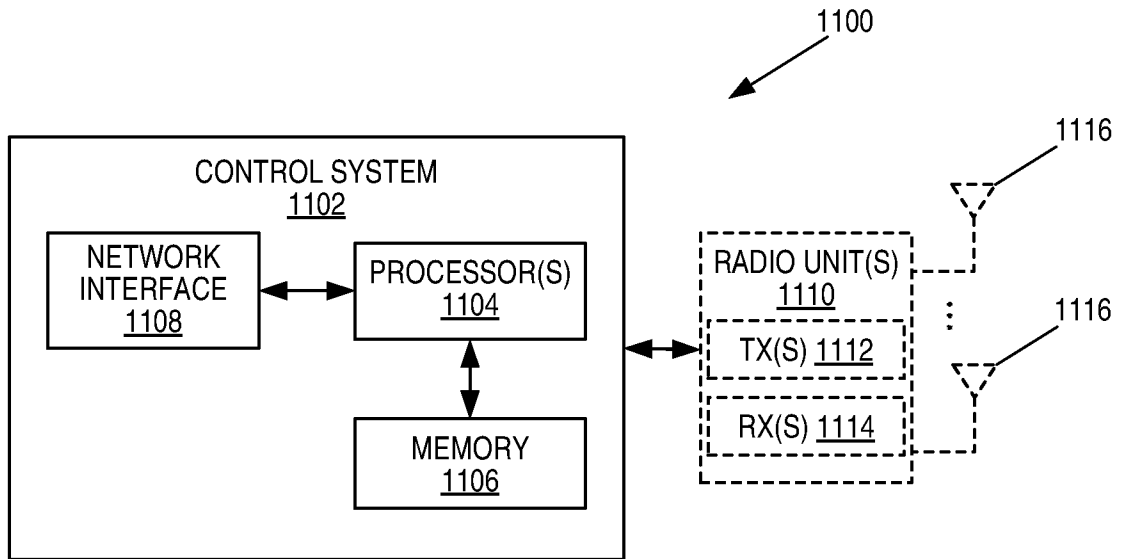 1100
1116
CONTROL SYSTEM
1102
NETWORK
INTERFACE
1108
PROCESSOR(S)
1104
RADIO UNIT(S)
1110
1116
TX(S) 1112
MEMORY
1106
RX(S) 1114